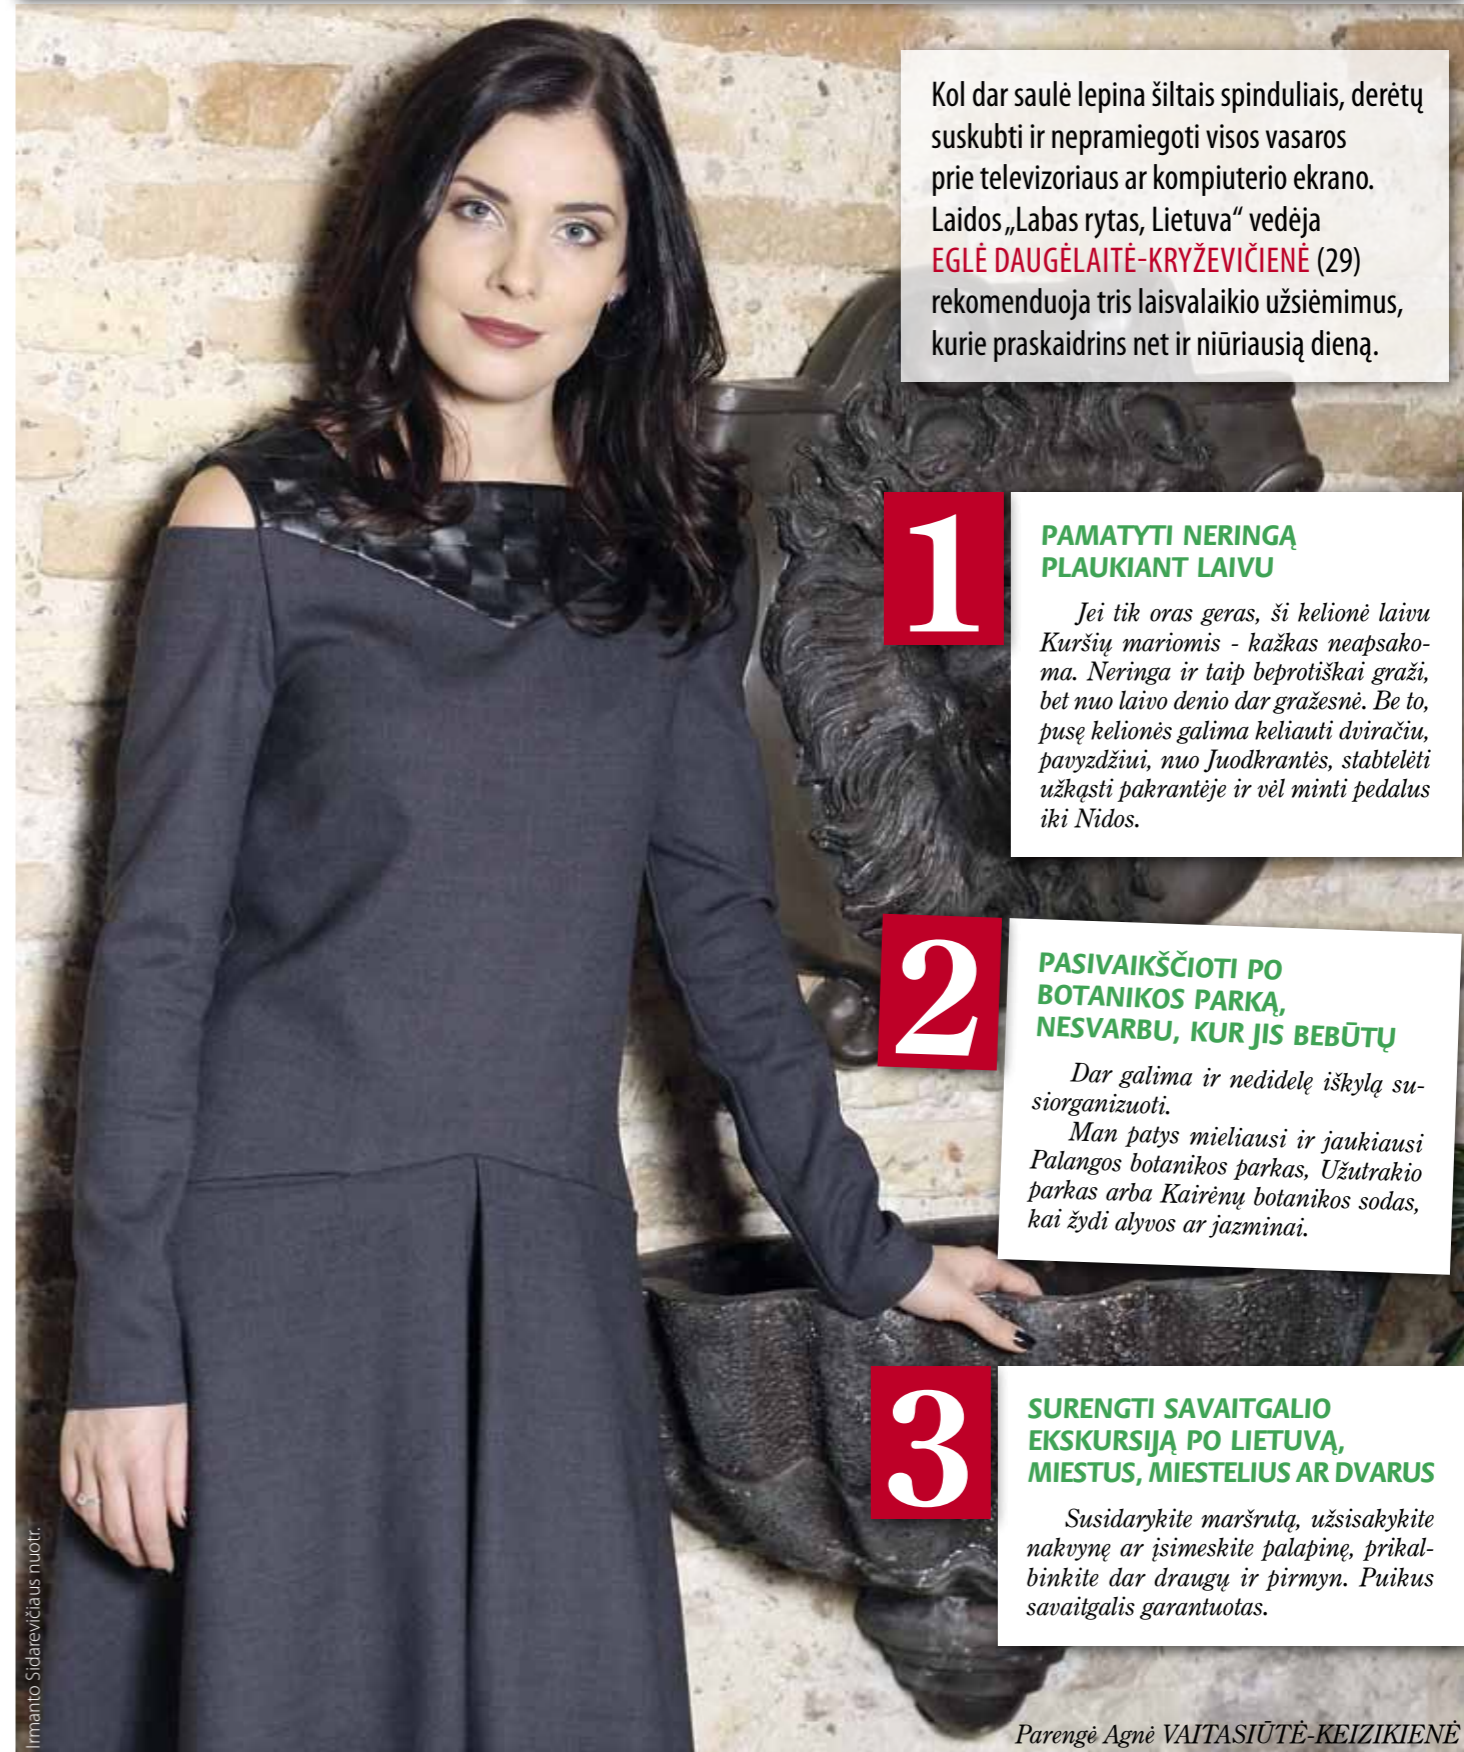 Kol dar saulė lepina šiltais spinduliais, derėtų
suskubti ir nepramiegoti visos vasaros
prie televizoriaus ar kompiuterio ekrano.
Laidos „Labas rytas, Lietuva“ vedėja
EGLĖ DAUGĖLAITĖ-KRYŽEVIČIENĖ (29)
rekomenduoja tris laisvalaikio užsiėmimus,
kurie praskaidrins net ir niūriausią dieną.
1
PAMATYTI NERINGĄ
PLAUKIANT LAIVU
Jei tik oras geras, ši kelionė laivu
Kuršių mariomis - kažkas neapsako-
ma. Neringa ir taip beprotiškai graži,
bet nuo laivo denio dar gražesnė. Be to,
pusę kelionės galima keliauti dviračiu,
pavyzdžiui, nuo Juodkrantės, stabtelėti
užkąsti pakrantėje ir vėl minti pedalus
iki Nidos.
2
PASIVAIKŠČIOTI PO
BOTANIKOS PARKĄ,
NESVARBU, KUR JIS BEBŪTŲ
Dar galima ir nedidelę iškylą su-
siorganizuoti.
Man patys mieliausi ir jaukiausi
Palangos botanikos parkas, Užutrakio
parkas arba Kairėnų botanikos sodas,
kai žydi alyvos ar jazminai.
3
SURENGTI SAVAITGALIO
EKSKURSIJĄ PO LIETUVĄ,
MIESTUS, MIESTELIUS AR DVARUS
Susidarykite maršrutą, užsisakykite
nakvynę ar įsimeskite palapinę, prikal-
binkite dar draugų ir pirmyn. Puikus
savaitgalis garantuotas.
Irmanto Sidarevičiaus nuotr.
Parengė Agnė VAITASIŪTĖ-KEIZIKIENĖ